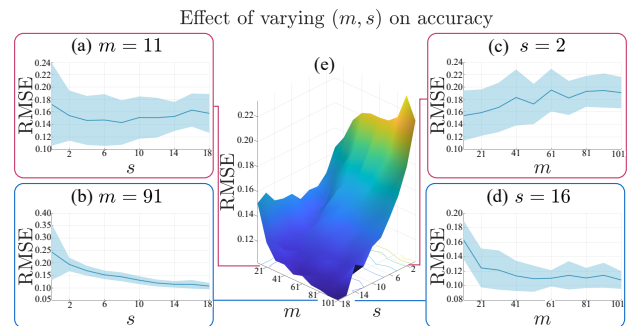 Effect of varying (m, s) on accuracy
(a) m = 11
RMSE
0.24
0.22
0.20
0.18
0.16
0.14
0.12
0.10
2 6 10 14 18
s
(b) m = 91
RMSE
0.40
0.35
0.30
0.25
0.20
0.15
0.10
0.05
2 6 10 14 18
s
(e)
RMSE
0.22
0.20
0.18
0.16
0.14
0.12
21 41 61 81 101
m
18 14 10 6 2
s
(c) s = 2
RMSE
0.24
0.22
0.20
0.18
0.16
0.14
0.12
0.10
21 41 61 81 101
m
(d) s = 16
RMSE
0.20
0.18
0.16
0.14
0.12
0.10
0.08
21 41 61 81 101
m